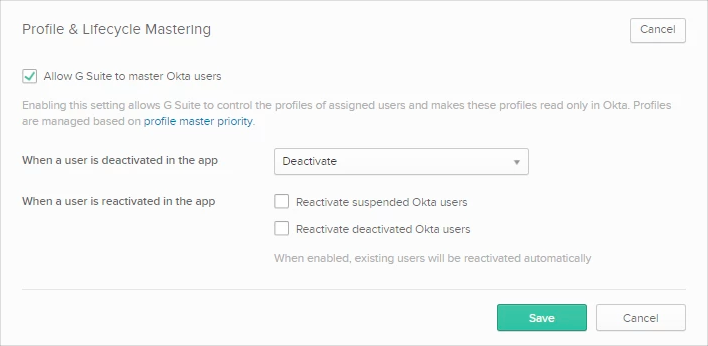 Profile & Lifecycle Mastering
Cancel
Allow G Suite to master Okta users
Enabling this setting allows G Suite to control the profiles of assigned users and makes these profiles read only in Okta. Profiles
are managed based on profile master priority.
When a user is deactivated in the app
Deactivate
When a user is reactivated in the app
Reactivate suspended Okta users
Reactivate deactivated Okta users
When enabled, existing users will be reactivated automatically
Save
Cancel